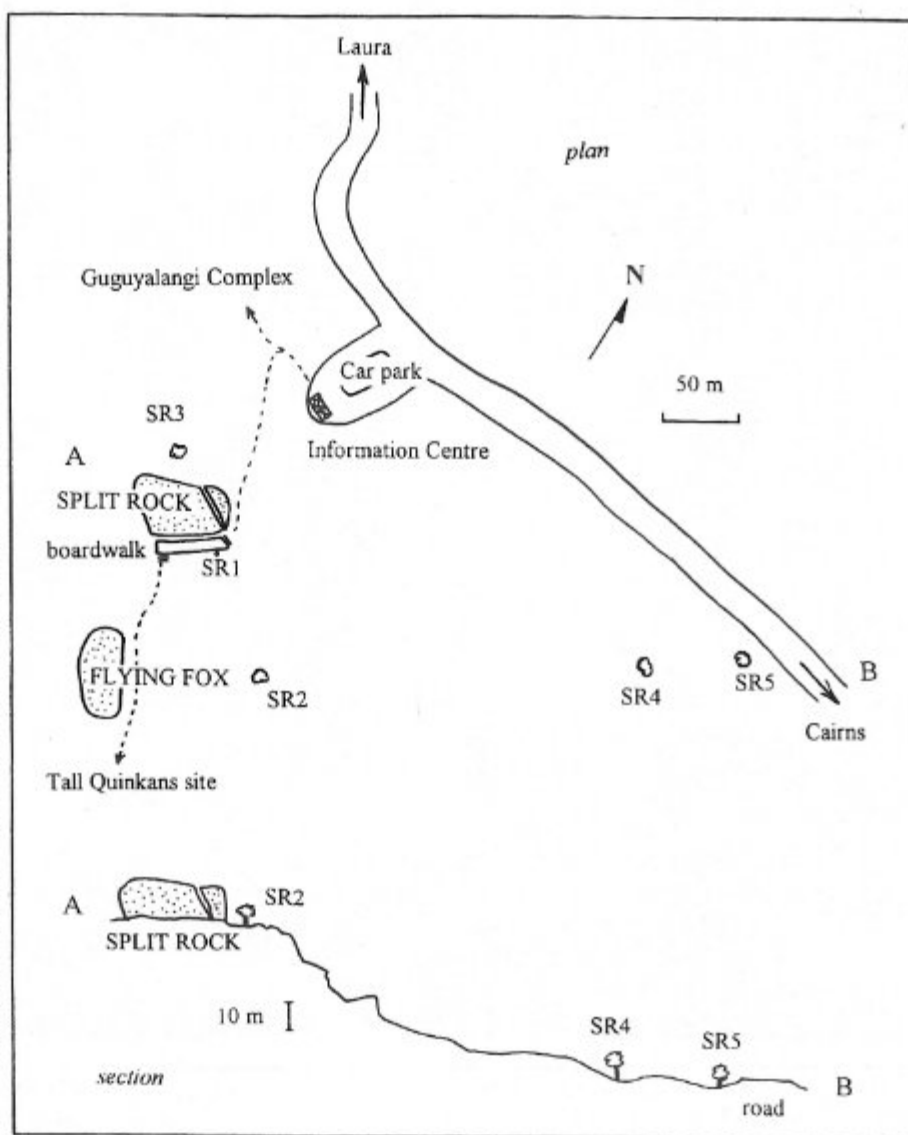 Laura
plan
Guguyalangi Complex
N
Car park
50 m
SR3
A
Information Centre
SPLIT ROCK
boardwalk
SR1
FLYING FOX
SR2
SR4
SR5
B
Cairns
Tall Quinkans site
A
SR2
SPLIT ROCK
10 m
SR4
SR5
B
section
road